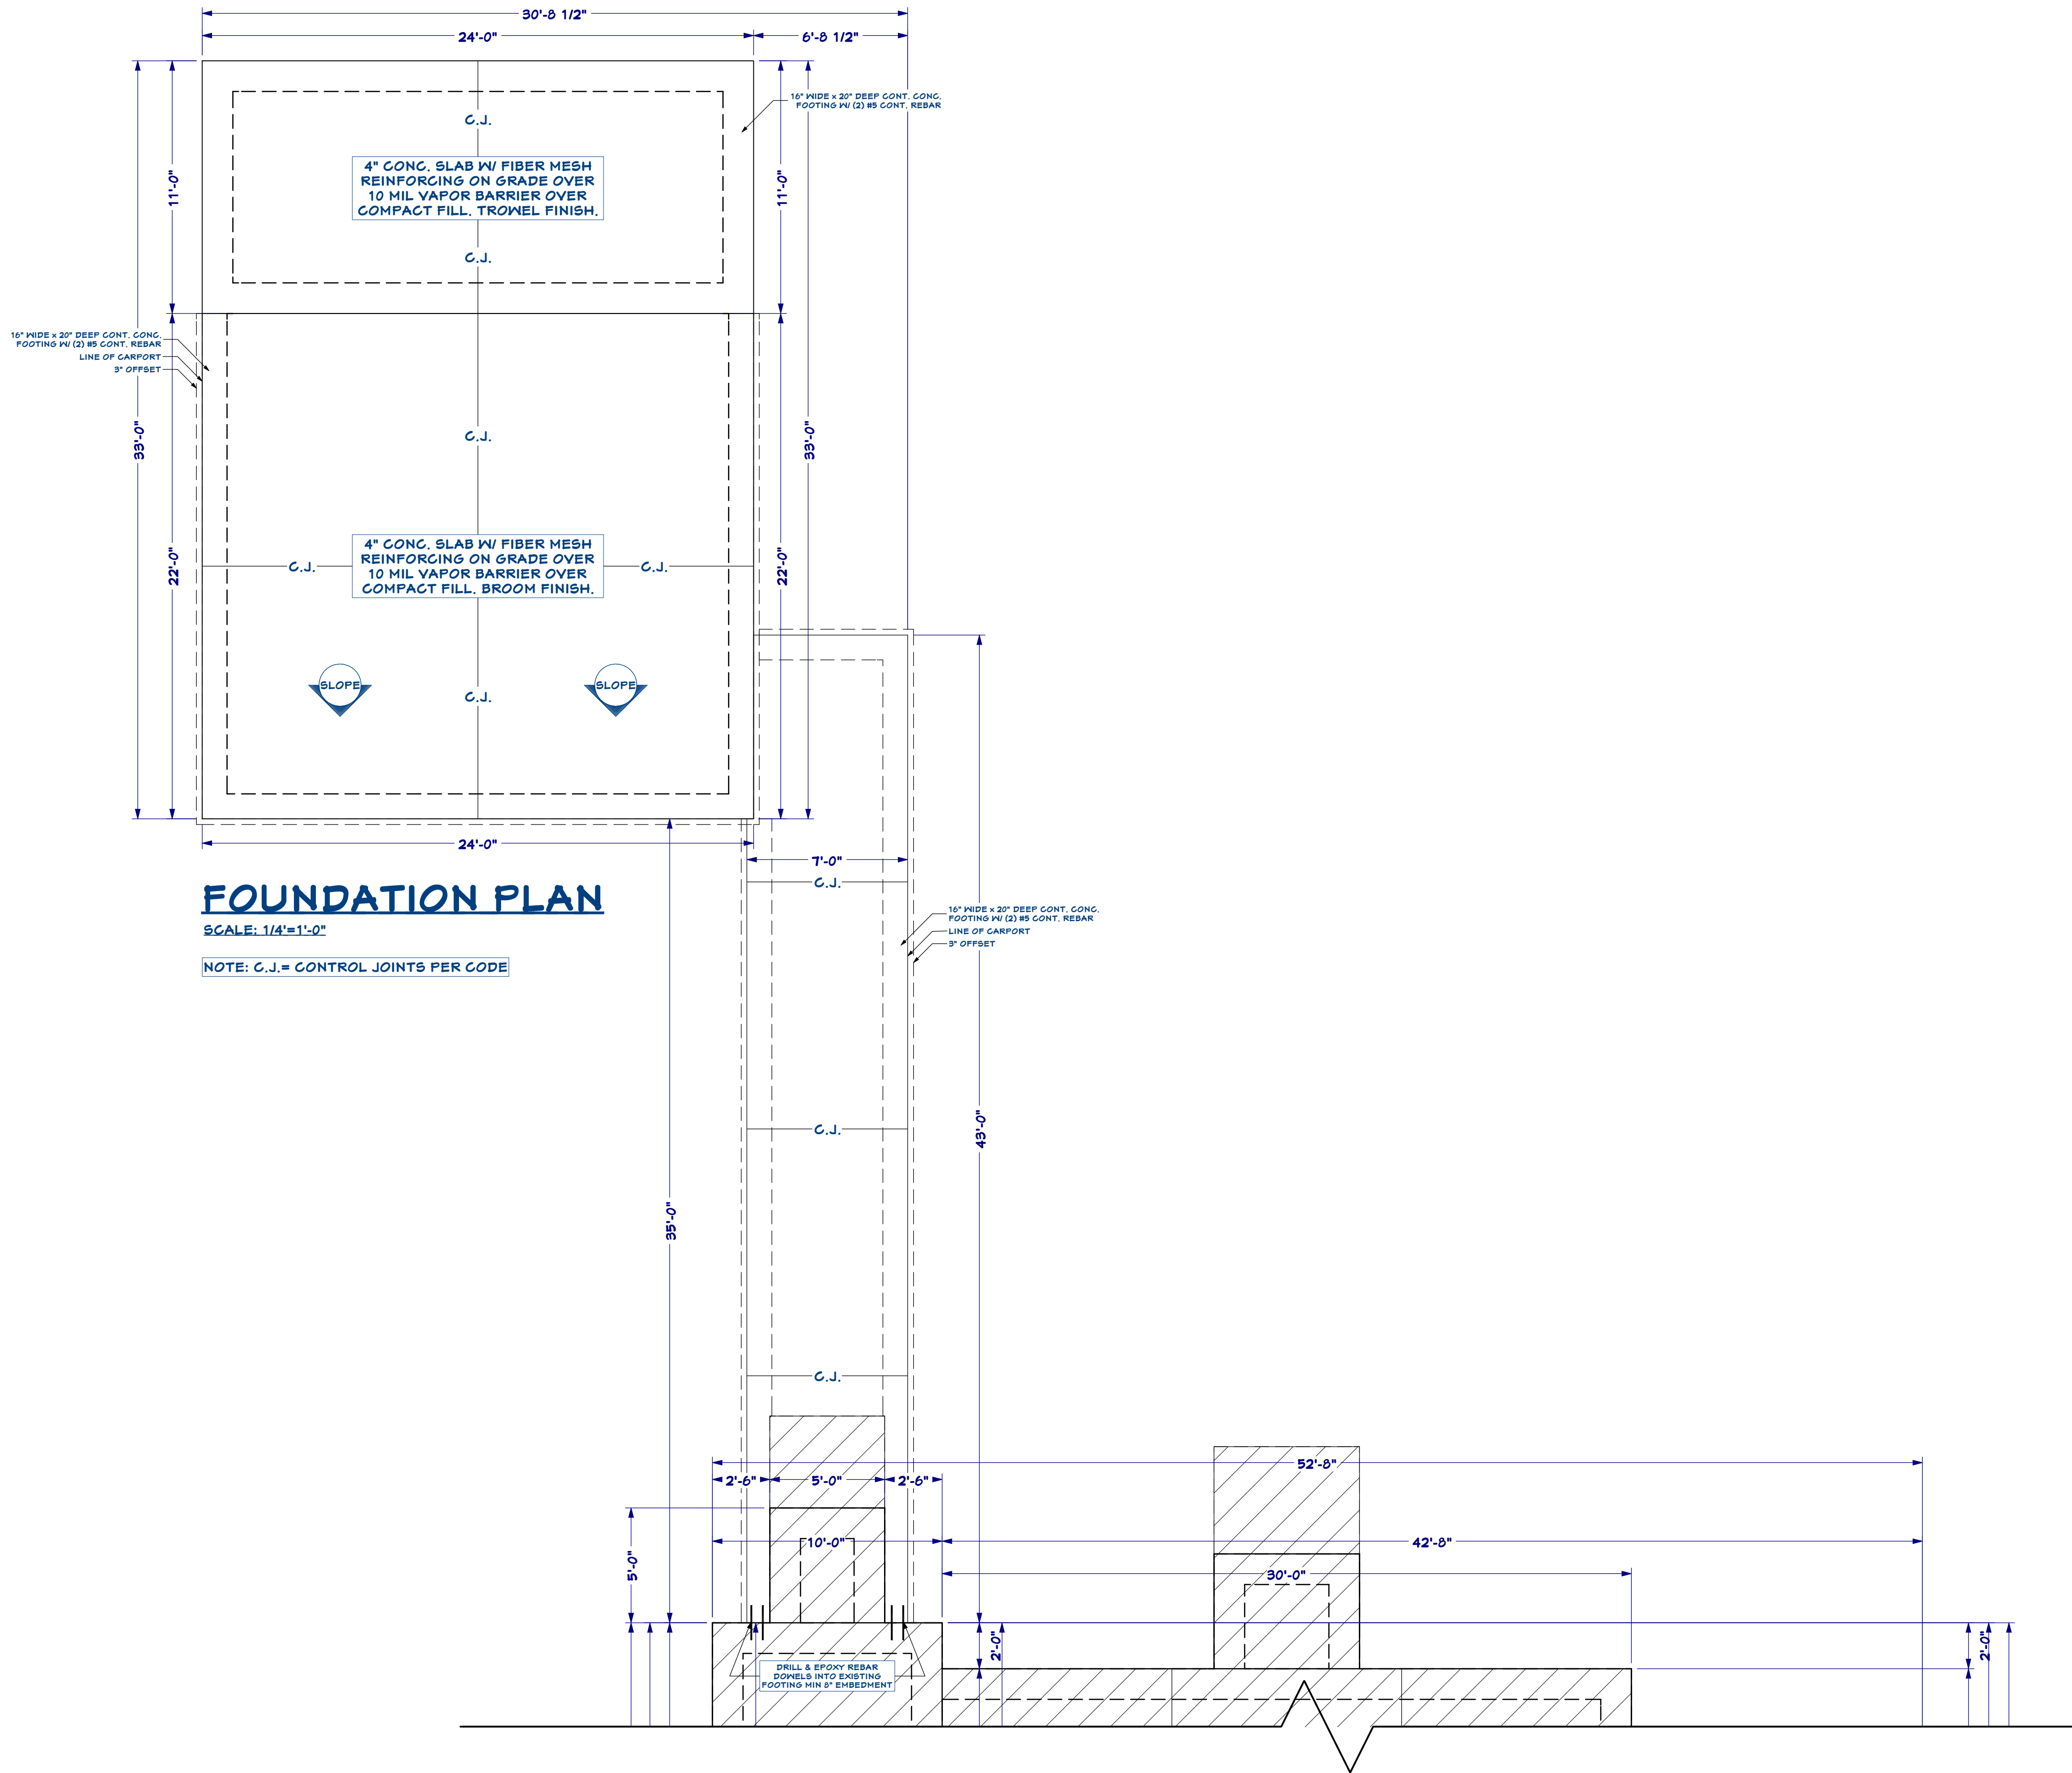 30'-8 1/2"
24'-0"
6'-8 1/2"
16" WIDE x 20" DEEP CONT. CONC.
FOOTING W/ (2) #5 CONT. REBAR
C.J.
4" CONC. SLAB W/ FIBER MESH
REINFORCING ON GRADE OVER
10 MIL VAPOR BARRIER OVER
COMPACT FILL. TROWEL FINISH.
11'-0"
11'-0"
C.J.
16" WIDE x 20" DEEP CONT. CONC.
FOOTING W/ (2) #5 CONT. REBAR
LINE OF CARPORT
3" OFFSET
33'-0"
C.J.
33'-0"
22'-0"
C.J.
4" CONC. SLAB W/ FIBER MESH
REINFORCING ON GRADE OVER
10 MIL VAPOR BARRIER OVER
COMPACT FILL. BROOM FINISH.
C.J.
22'-0"
SLOPE
SLOPE
C.J.
24'-0"
7'-0"
C.J.
FOUNDATION PLAN
SCALE: 1/4'=1'-0"
NOTE: C.J.= CONTROL JOINTS PER CODE
16" WIDE x 20" DEEP CONT. CONC.
FOOTING W/ (2) #5 CONT. REBAR
LINE OF CARPORT
3" OFFSET
C.J.
43'-0"
35'-0"
C.J.
52'-8"
2'-6"
5'-0"
2'-6"
10'-0"
42'-8"
5'-0"
30'-0"
2'-0"
2'-0"
DRILL & EPOXY REBAR
DOWELS INTO EXISTING
FOOTING MIN 8" EMBEDMENT